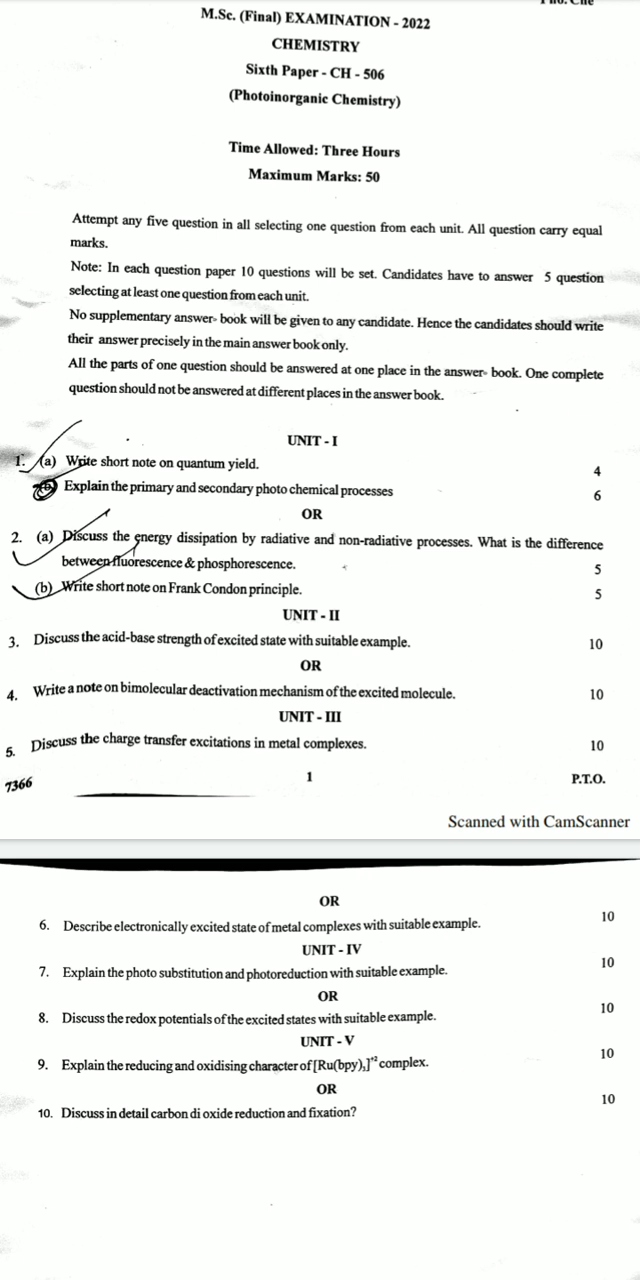 M.Sc. (Final) EXAMINATION - 2022
CHEMISTRY
Sixth Paper - CH - 506
(Photoinorganic Chemistry)
Time Allowed: Three Hours
Maximum Marks: 50
Attempt any five question in all selecting one question from each unit. All question carry equal
marks.
Note: In each question paper 10 questions will be set. Candidates have to answer 5 question
selecting at least one question from each unit.
No supplementary answer- book will be given to any candidate. Hence the candidates should write
their answer precisely in the main answer book only.
All the parts of one question should be answered at one place in the answer- book. One complete
question should not be answered at different places in the answer book.
UNIT - I
1. (a) Write short note on quantum yield. 4
(b) Explain the primary and secondary photo chemical processes 6
OR
2. (a) Discuss the energy dissipation by radiative and non-radiative processes. What is the difference
between fluorescence & phosphorescence. 5
(b) Write short note on Frank Condon principle. 5
UNIT - II
3. Discuss the acid-base strength of excited state with suitable example. 10
OR
4. Write a note on bimolecular deactivation mechanism of the excited molecule. 10
UNIT - III
5. Discuss the charge transfer excitations in metal complexes. 10
7366 1 P.T.O.
Scanned with CamScanner
OR
6. Describe electronically excited state of metal complexes with suitable example. 10
UNIT - IV
7. Explain the photo substitution and photoreduction with suitable example. 10
OR
8. Discuss the redox potentials of the excited states with suitable example. 10
UNIT - V
9. Explain the reducing and oxidising character of [Ru(bpy)₃]⁺² complex. 10
OR
10. Discuss in detail carbon di oxide reduction and fixation? 10